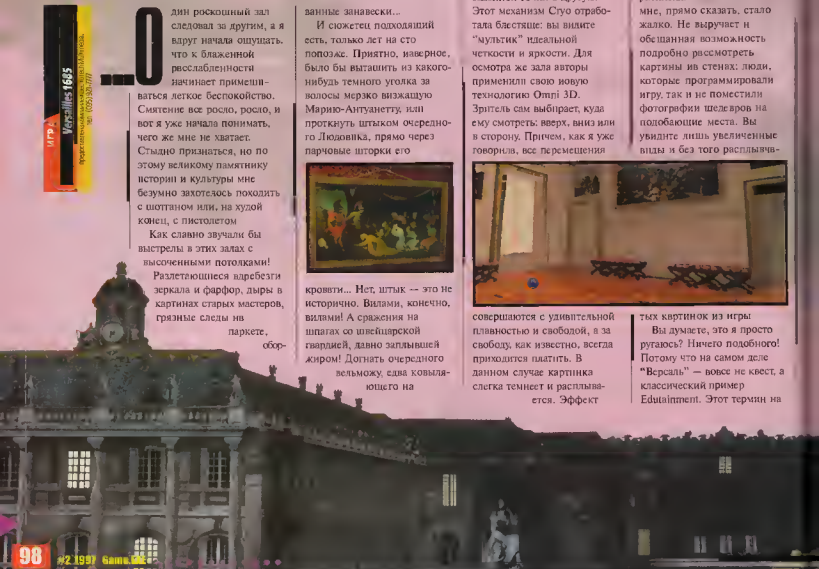 ИГРА
Versailles 1685
...О
дин роскошный зал
следовал за другим, а я
вдруг начала ощущать,
что к блаженной
расслабленности
начинает примеши-
ваться легкое беспокойство.
Смятение все росло, росло, и
вот я уже начала понимать,
чего же мне не хватает.
Стыдно признаться, но по
этому великому памятнику
истории и культуры мне
безумно захотелось походить
с шотганом или, на худой
конец, с пистолетом
Как славно звучали бы
выстрелы в этих залах с
высоченными потолками!
Разлетающиеся вдребезги
зеркала и фарфор, дыры в
картинах старых мастеров,
грязные следы на
паркете,
обор-
ванные занавески...
И сюжетец подходящий
есть, только лет на сто
попозже. Приятно, наверное,
было бы вытащить из какого-
нибудь темного уголка за
волосы мерзко визжащую
Марию-Антуанетту, или
проткнуть штыком очередно-
го Людовика, прямо через
парчовые шторки его
кровати... Нет, штык -- это не
исторично. Вилами, конечно,
вилами! А сражения на
шпагах со швейцарской
гвардией, давно заплывшей
жиром! Догнать очередного
вельможу, едва ковыля-
ющего на
Этот механизм Cryo отрабо-
тала блестяще: вы видите
"мультик" идеальной
четкости и яркости. Для
осмотра же зала авторы
применили свою новую
технологию Omni 3D.
Зритель сам выбирает, куда
ему смотреть: вверх, вниз или
в сторону. Причем, как я уже
говорила, все перемещения
совершаются с удивительной
плавностью и свободой, а за
свободу, как известно, всегда
приходится платить. В
данном случае картинка
слегка темнеет и расплыва-
ется. Эффект
мне, прямо сказать, стало
жалко. Не выручает и
обещанная возможность
подробно рассмотреть
картины ив стенах: люди,
которые программировали
игру, так и не поместили
фотографии шедевров на
подобающие места. Вы
увидите лишь увеличенные
виды и без того расплывча-
тых картинок из игры
Вы думаете, это я просто
ругаюсь? Ничего подобного!
Потому что на самом деле
"Версаль" — вовсе не квест, а
классический пример
Edutainment. Этот термин на
98
#2 1997